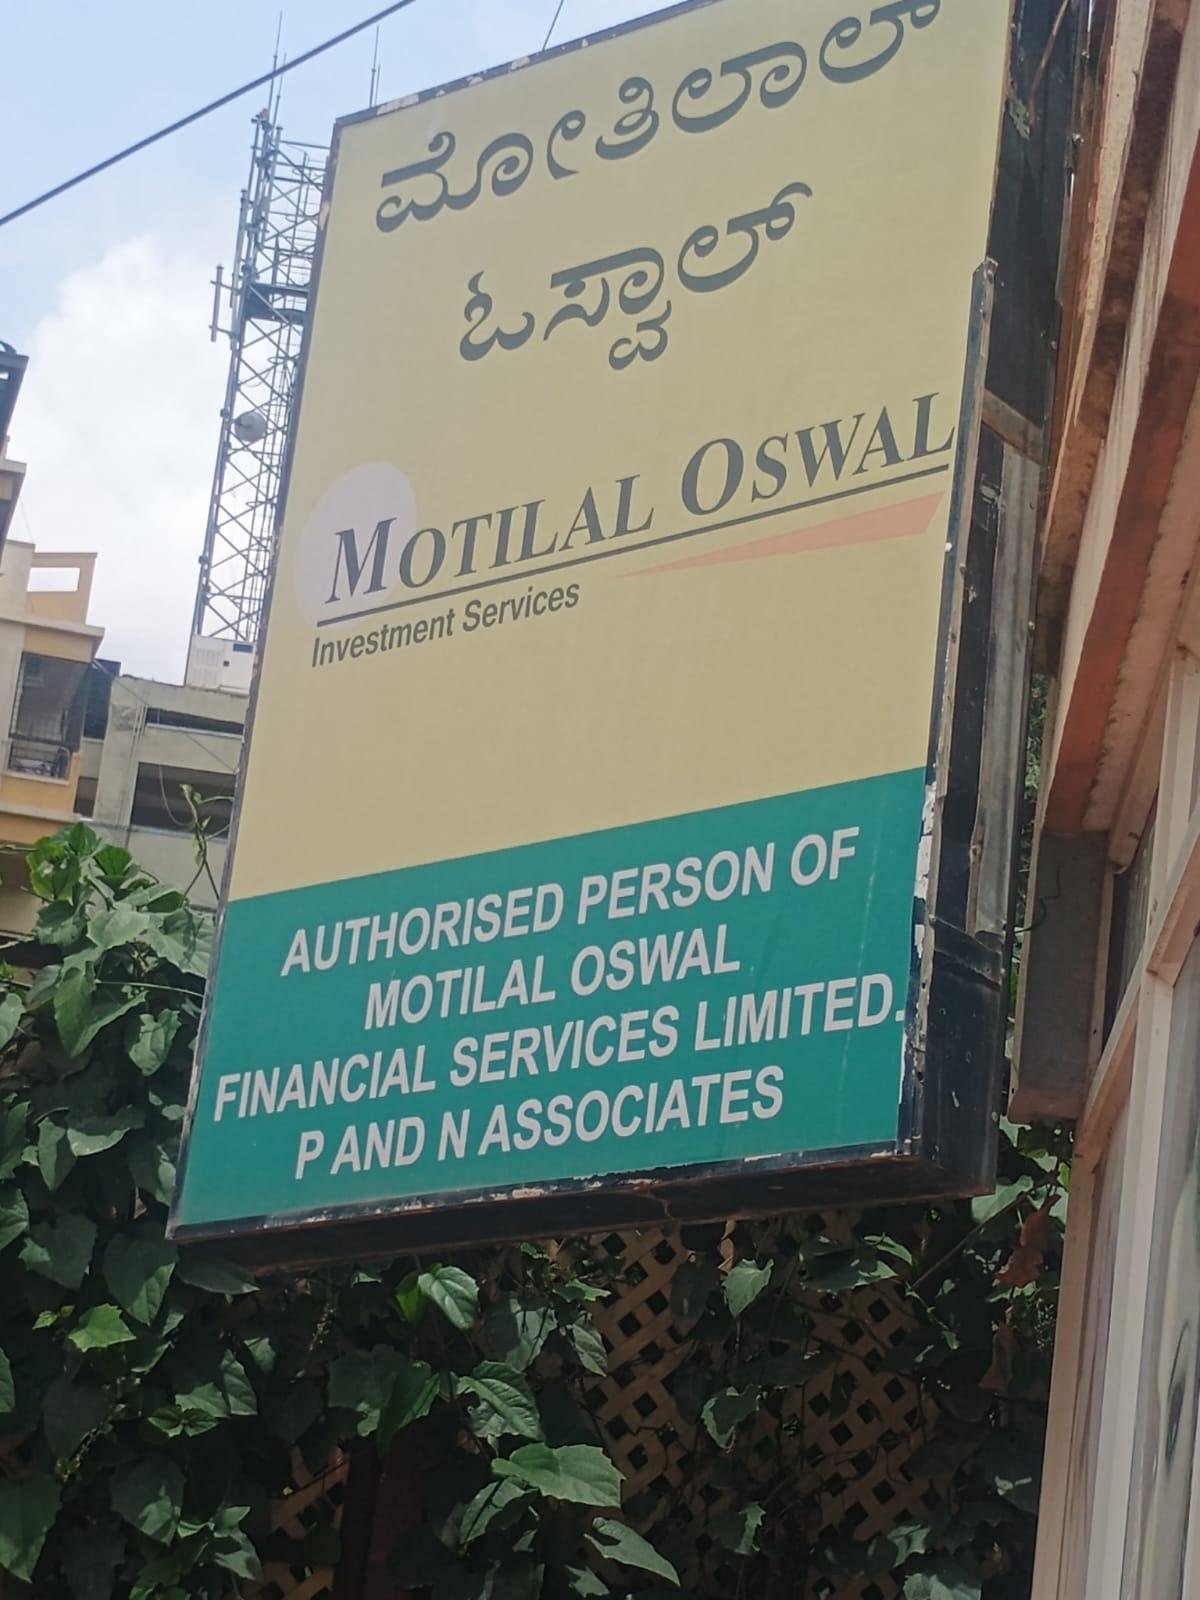 ಮೋತಿಲಾಲ್
ಓಸ್ವಾಲ್
MOTILAL OSWAL
Investment Services
AUTHORISED PERSON OF
MOTILAL OSWAL
FINANCIAL SERVICES LIMITED.
P AND N ASSOCIATES